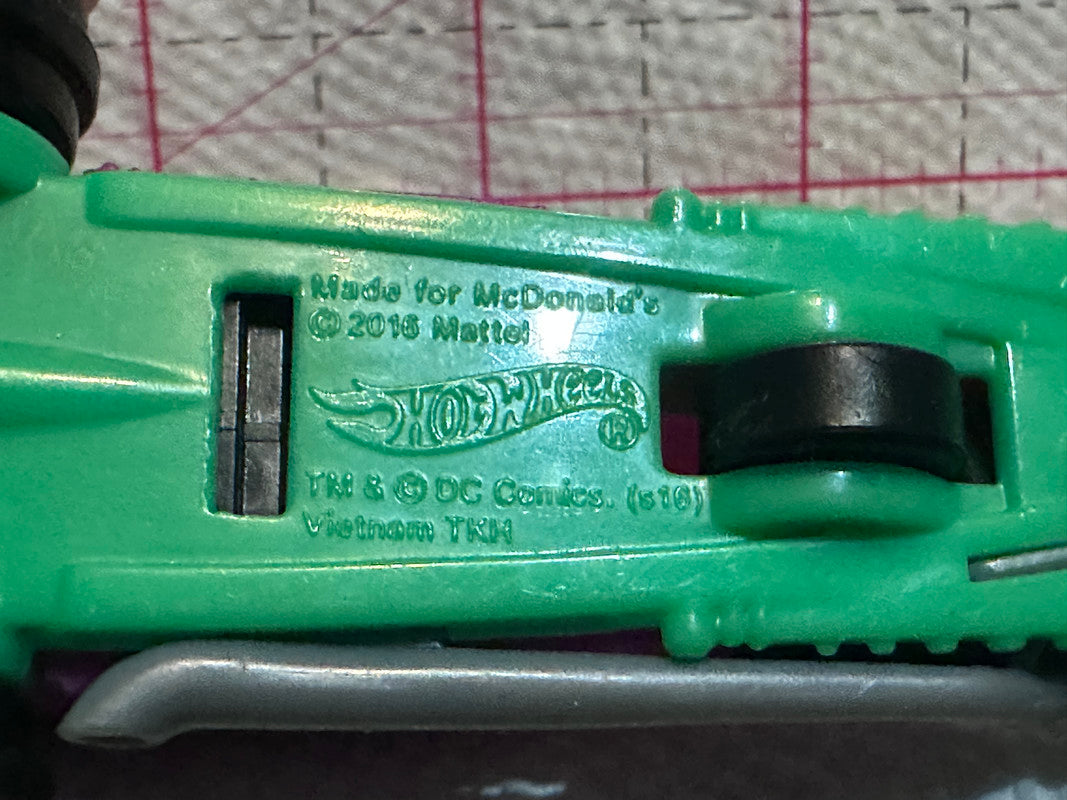 Made for McDonald's
© 2016 Mattel
HOT WHEELS ®
TM & © DC Comics. (s16)
Vietnam TKH